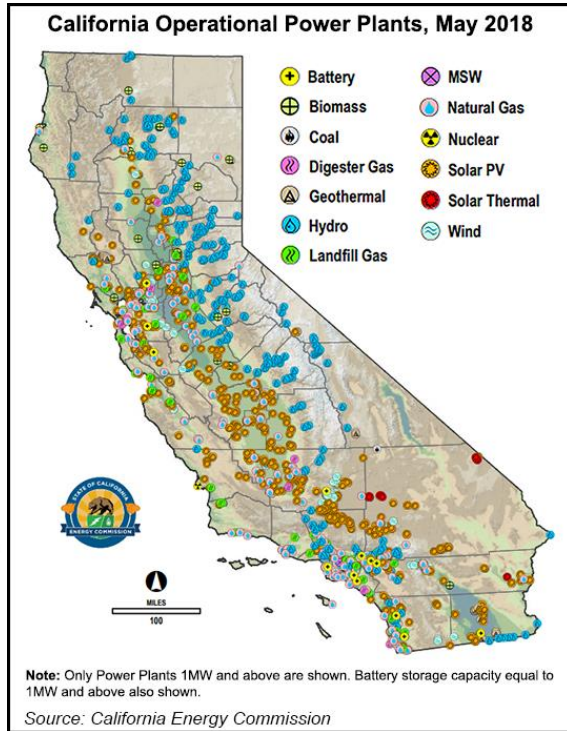 California Operational Power Plants, May 2018
Battery
Biomass
Coal
Digester Gas
Geothermal
Hydro
Landfill Gas
MSW
Natural Gas
Nuclear
Solar PV
Solar Thermal
Wind
STATE OF CALIFORNIA
ENERGY COMMISSION
MILES
100
Note: Only Power Plants 1MW and above are shown. Battery storage capacity equal to
1MW and above also shown.
Source: California Energy Commission